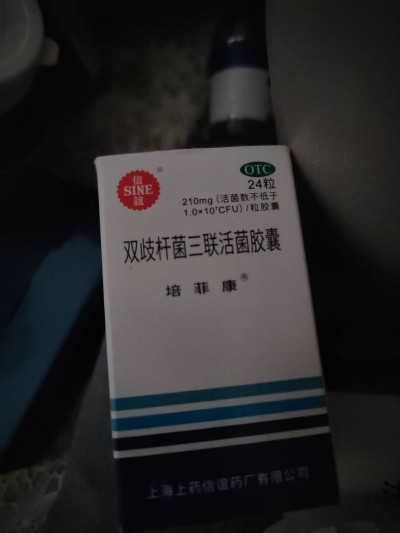 信
SINE
誼
OTC
24粒
210mg (活菌数不低于
1.0×10⁷CFU)/粒胶囊
双歧杆菌三联活菌胶囊
培菲康®
上海上药信谊药厂有限公司